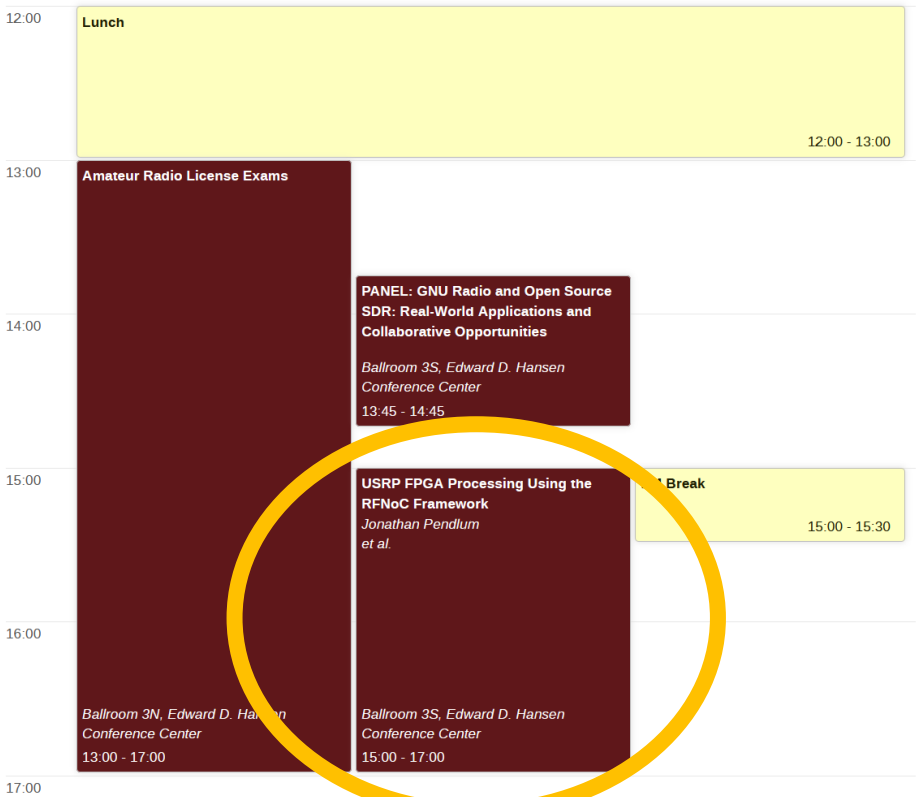 12:00
Lunch
12:00 - 13:00
13:00
Amateur Radio License Exams
PANEL: GNU Radio and Open Source
SDR: Real-World Applications and
Collaborative Opportunities
14:00
Ballroom 3S, Edward D. Hansen
Conference Center
13:45 - 14:45
15:00
USRP FPGA Processing Using the
RFNoC Framework
Jonathan Pendlum
et al.
Break
15:00 - 15:30
16:00
Ballroom 3N, Edward D.
Conference Center
13:00 - 17:00
Ballroom 3S, Edward D. Hansen
Conference Center
15:00 - 17:00
17:00